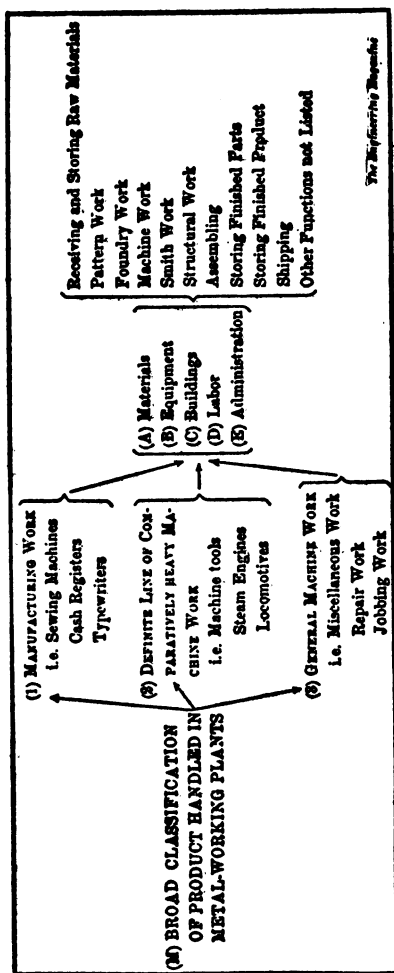 (M) BROAD CLASSIFICATION
OF PRODUCT HANDLED IN
METAL-WORKING PLANTS
(1) MANUFACTURING WORK
i.e. Sewing Machines
Cash Registers
Typewriters
(2) DEFINITE LINE OF COM-
PARATIVELY HEAVY MA-
CHINE WORK
i.e. Machine tools
Steam Engines
Locomotives
(3) GENERAL MACHINE WORK
i.e. Miscellaneous Work
Repair Work
Jobbing Work
(A) Materials
(B) Equipment
(C) Buildings
(D) Labor
(E) Administration
Receiving and Storing Raw Materials
Pattern Work
Foundry Work
Machine Work
Smith Work
Structural Work
Assembling
Storing Finished Parts
Storing Finished Product
Shipping
Other Functions not Listed
The Engineering Magazine